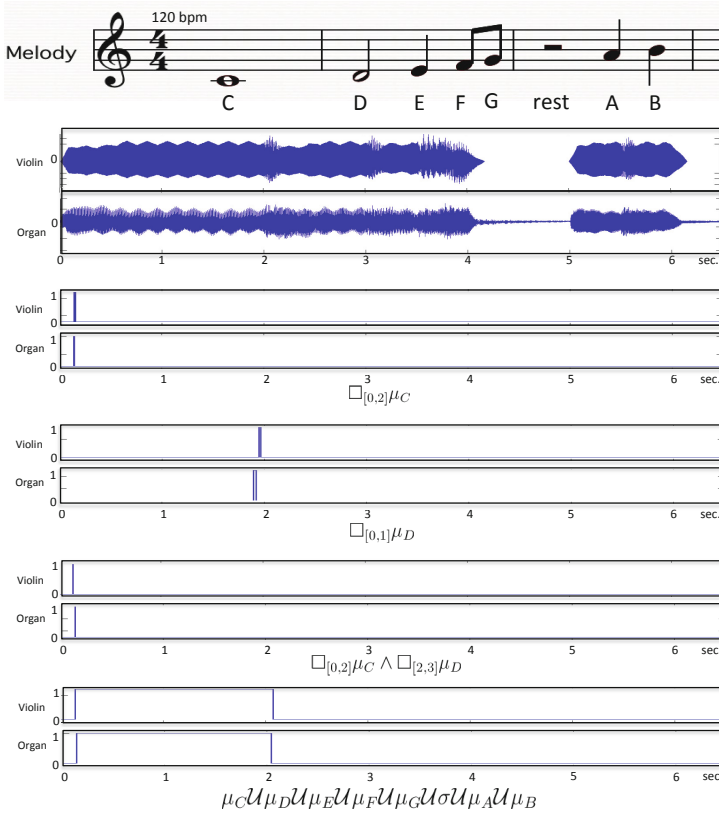 120 bpm
Melody
4
4
C D E F G rest A B
Violin 0
Organ 0
0 1 2 3 4 5 6 sec.
Violin 1 0
Organ 1 0
0 1 2 3 4 5 6 sec.
□[0,2]μC
Violin 1 0
Organ 1 0
0 1 2 3 4 5 6 sec.
□[0,1]μD
Violin 1 0
Organ 1 0
0 1 2 3 4 5 6 sec
□[0,2]μC ∧ □[2,3]μD
Violin 1 0
Organ 1 0
0 1 2 3 4 5 6 sec.
μC𝒰μD𝒰μE𝒰μF𝒰μG𝒰σ𝒰μA𝒰μB